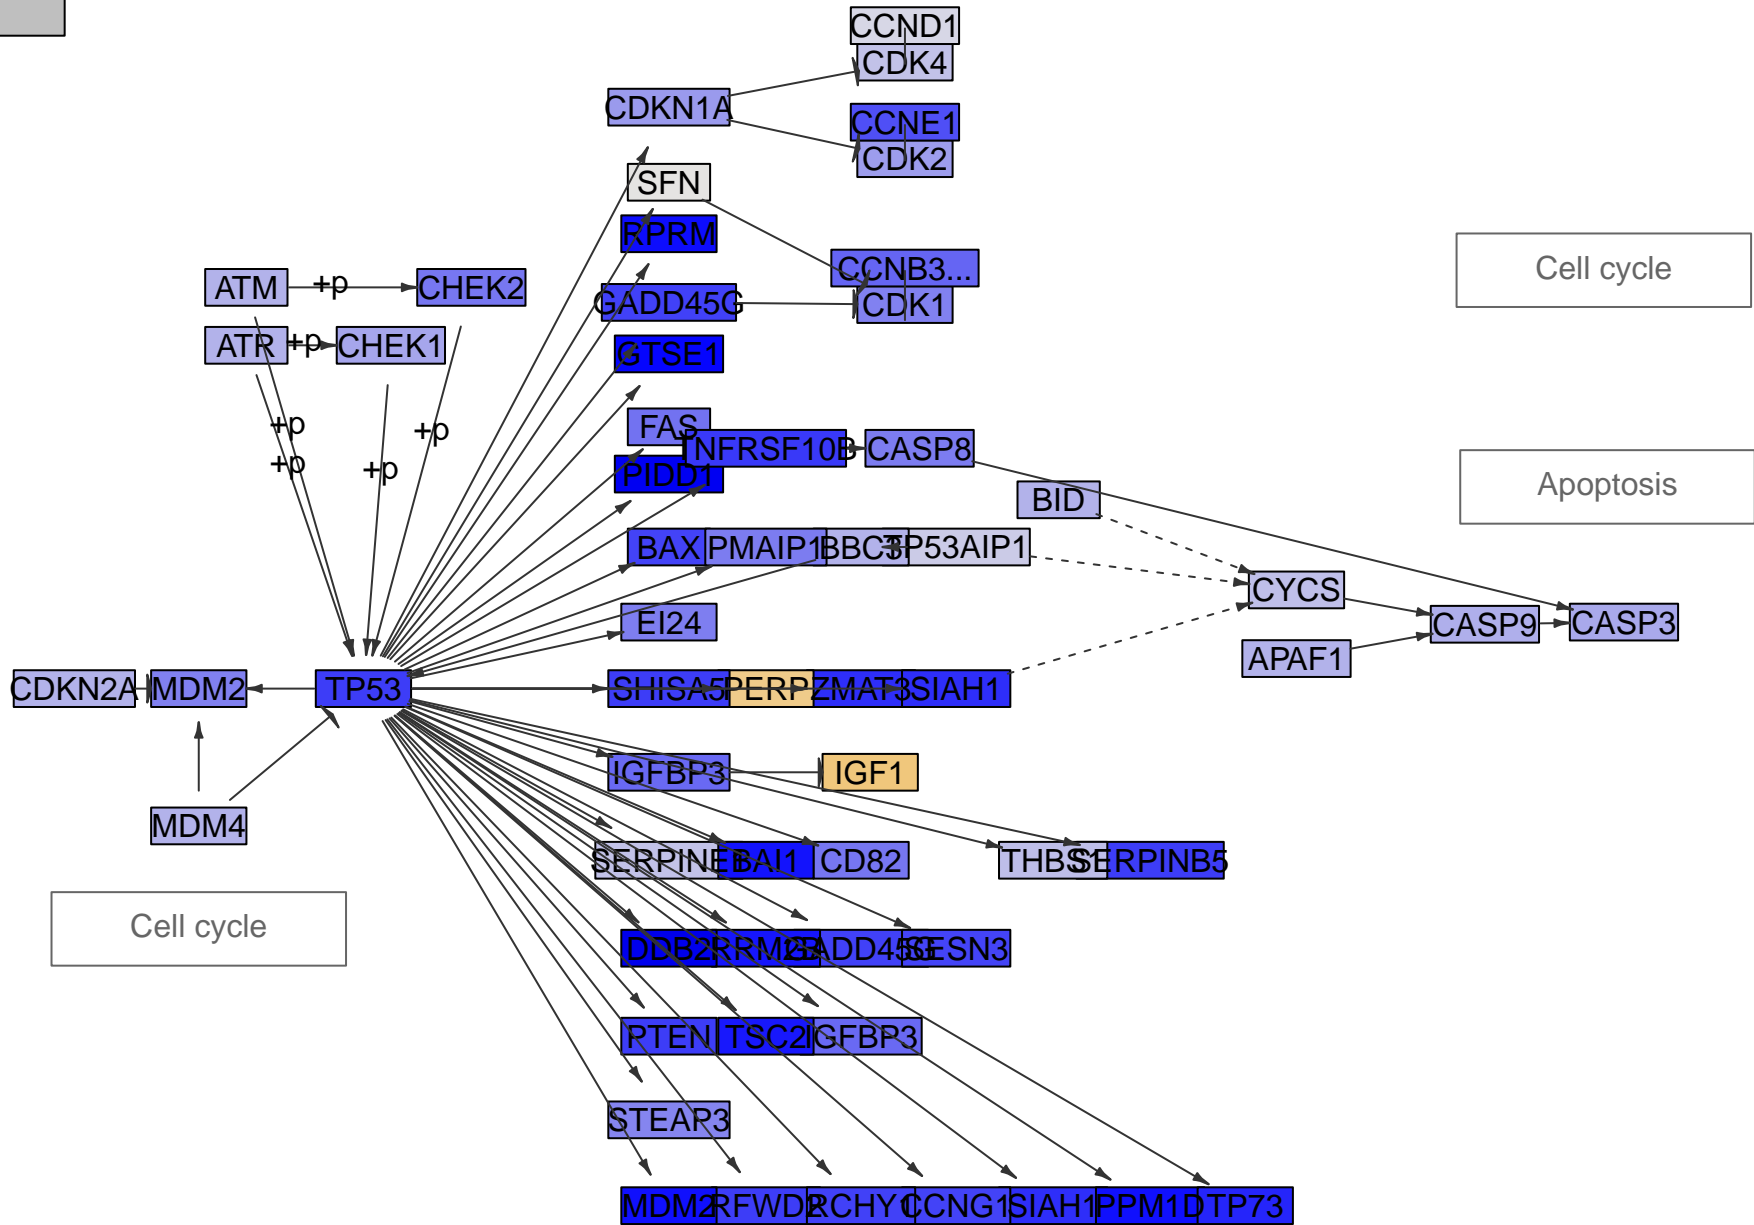 CCND1
CDK4
CDKN1A
CCNE1
CDK2
SFN
RPRM
CCNB3...
Cell cycle
ATM
+p
CHEK2
GADD45G
CDK1
ATR
+p
CHEK1
GTSE1
+p
+p
FAS
TNFRSF10B
CASP8
+p
+p
PIDD1
Apoptosis
BID
BAX
PMAIP1
BBC3
TP53AIP1
CYCS
EI24
CASP9
CASP3
APAF1
CDKN2A
MDM2
TP53
SHISA5
PERP
ZMAT3
SIAH1
IGFBP3
IGF1
MDM4
SERPINE1
BAI1
CD82
THBS1
SERPINB5
Cell cycle
DDB2
RRM2B
GADD45G
SESN3
PTEN
TSC2
IGFBP3
STEAP3
MDM2
RFWD2
RCHY1
CCNG1
SIAH1
PPM1D
TP73